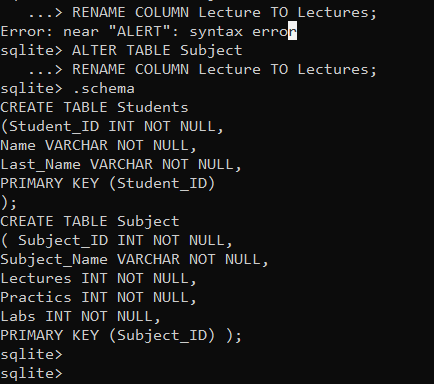 ...> RENAME COLUMN Lecture TO Lectures;
Error: near "ALERT": syntax error
sqlite> ALTER TABLE Subject
...> RENAME COLUMN Lecture TO Lectures;
sqlite> .schema
CREATE TABLE Students
(Student_ID INT NOT NULL,
Name VARCHAR NOT NULL,
Last_Name VARCHAR NOT NULL,
PRIMARY KEY (Student_ID)
);
CREATE TABLE Subject
( Subject_ID INT NOT NULL,
Subject_Name VARCHAR NOT NULL,
Lectures INT NOT NULL,
Practics INT NOT NULL,
Labs INT NOT NULL,
PRIMARY KEY (Subject_ID) );
sqlite>
sqlite>